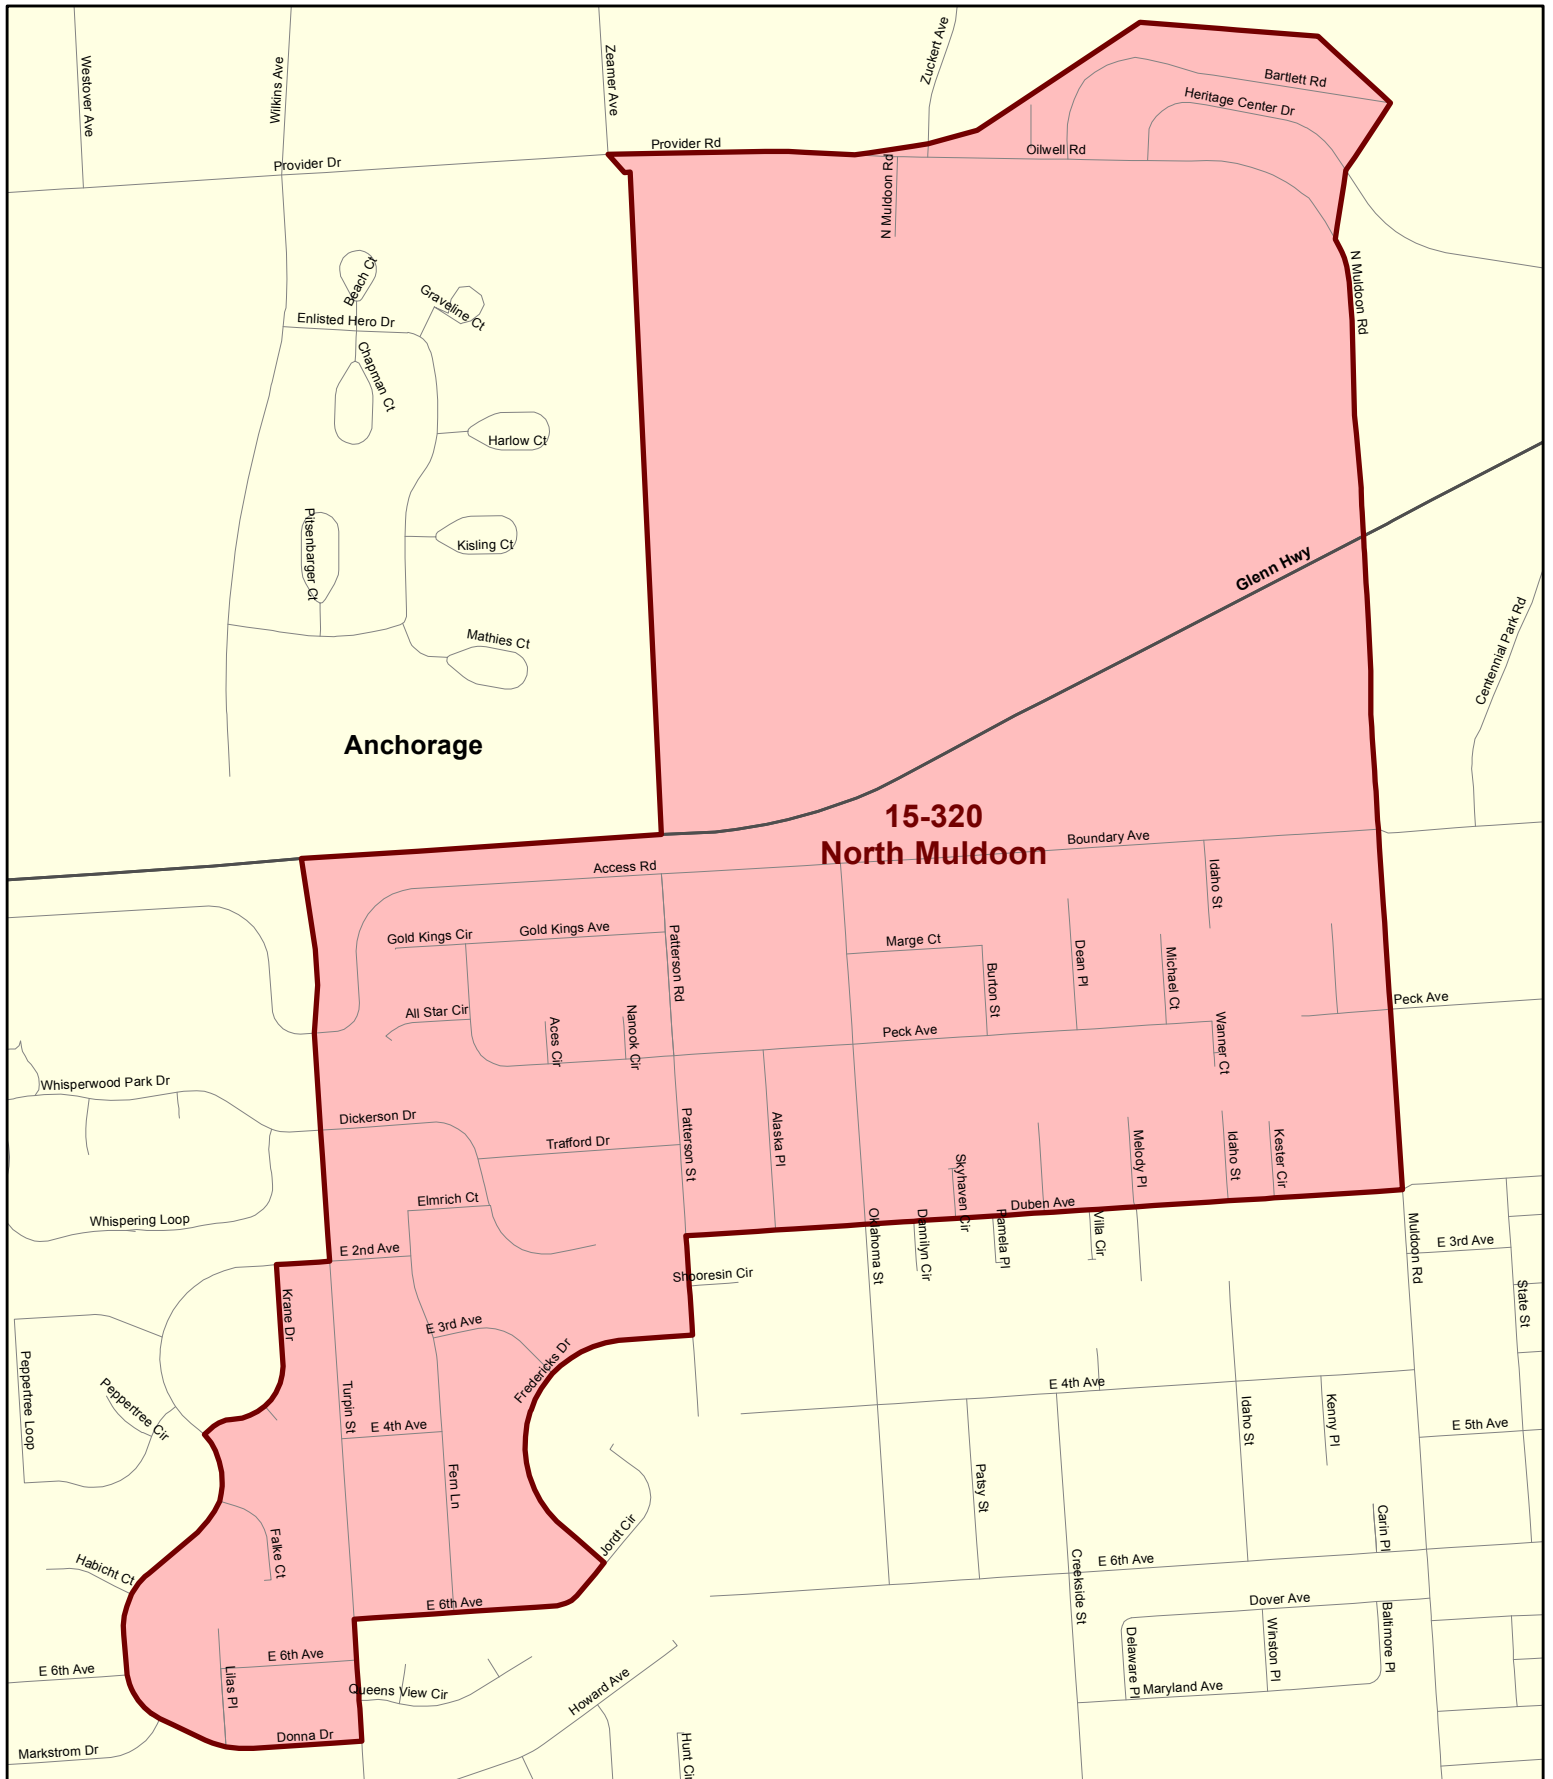 Westover Ave
Wilkins Ave
Zeamer Ave
Zuckert Ave
Bartlett Rd
Heritage Center Dr
Provider Rd
Oilwell Rd
Provider Dr
N Muldoon Rd
N Muldoon Rd
Beach Ct
Graveline Ct
Enlisted Hero Dr
Chapman Ct
Harlow Ct
Pitsenbarger Ct
Kisling Ct
Glenn Hwy
Centennial Park Rd
Mathies Ct
Anchorage
15-320
North Muldoon
Boundary Ave
Access Rd
Idaho St
Gold Kings Cir
Gold Kings Ave
Patterson Rd
Marge Ct
Burton St
Dean Pl
Michael Ct
Peck Ave
All Star Cir
Aces Cir
Nanook Cir
Peck Ave
Wanner Ct
Whisperwood Park Dr
Dickerson Dr
Trafford Dr
Patterson St
Alaska Pl
Skyhaven Cir
Melody Pl
Idaho St
Kester Cir
Elmrich Ct
Whispering Loop
Duben Ave
E 2nd Ave
Oklahoma St
Dannilyn Cir
Pamela Pl
Villa Cir
Muldoon Rd
E 3rd Ave
Shooresin Cir
State St
Krane Dr
E 3rd Ave
Fredericks Dr
Peppertree Loop
Peppertree Cir
Turpin St
E 4th Ave
E 4th Ave
Idaho St
Kenny Pl
E 5th Ave
Fern Ln
Patsy St
Carin Pl
Jordt Cir
Falke Ct
Habicht Ct
E 6th Ave
Creekside St
E 6th Ave
Dover Ave
Delaware Pl
Winston Pl
Baltimore Pl
E 6th Ave
E 6th Ave
Lilas Pl
Queens View Cir
Howard Ave
Maryland Ave
Donna Dr
Markstrom Dr
Hunt Cir